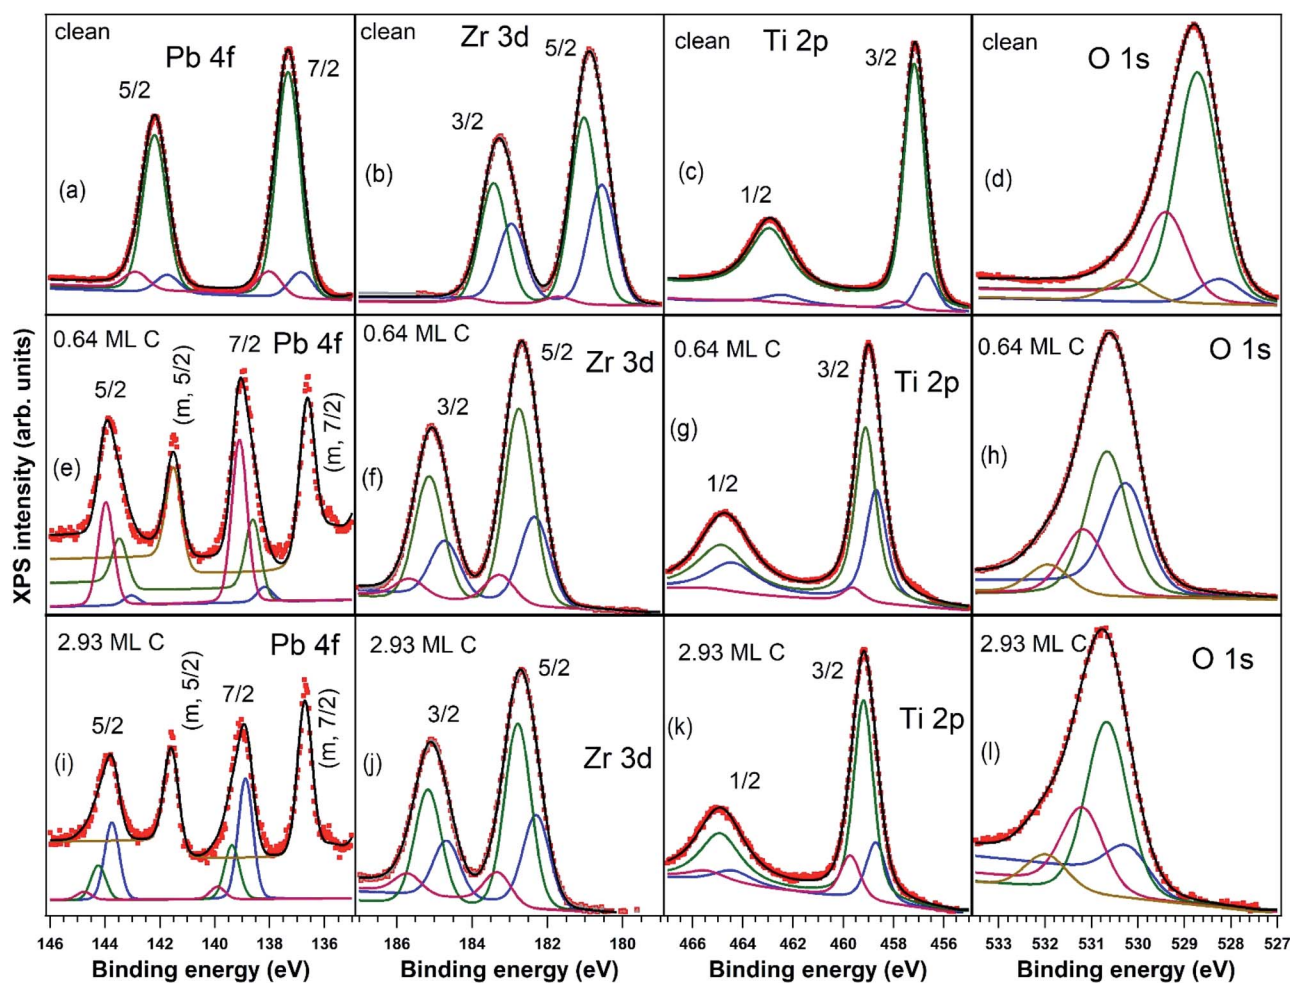 clean
Pb 4f
5/2
7/2
(a)
clean
Zr 3d
5/2
3/2
(b)
clean
Ti 2p
3/2
1/2
(c)
clean
O 1s
(d)
0.64 ML C
Pb 4f
7/2
5/2
(m, 5/2)
(m, 7/2)
(e)
0.64 ML C
5/2
Zr 3d
3/2
(f)
0.64 ML C
3/2
Ti 2p
1/2
(g)
0.64 ML C
O 1s
(h)
2.93 ML C
Pb 4f
7/2
5/2
(m, 5/2)
(m, 7/2)
(i)
2.93 ML C
5/2
3/2
Zr 3d
(j)
2.93 ML C
3/2
Ti 2p
1/2
(k)
2.93 ML C
O 1s
(l)
XPS intensity (arb. units)
146 144 142 140 138 136
186 184 182 180
466 464 462 460 458 456
533 532 531 530 529 528 527
Binding energy (eV)
Binding energy (eV)
Binding energy (eV)
Binding energy (eV)